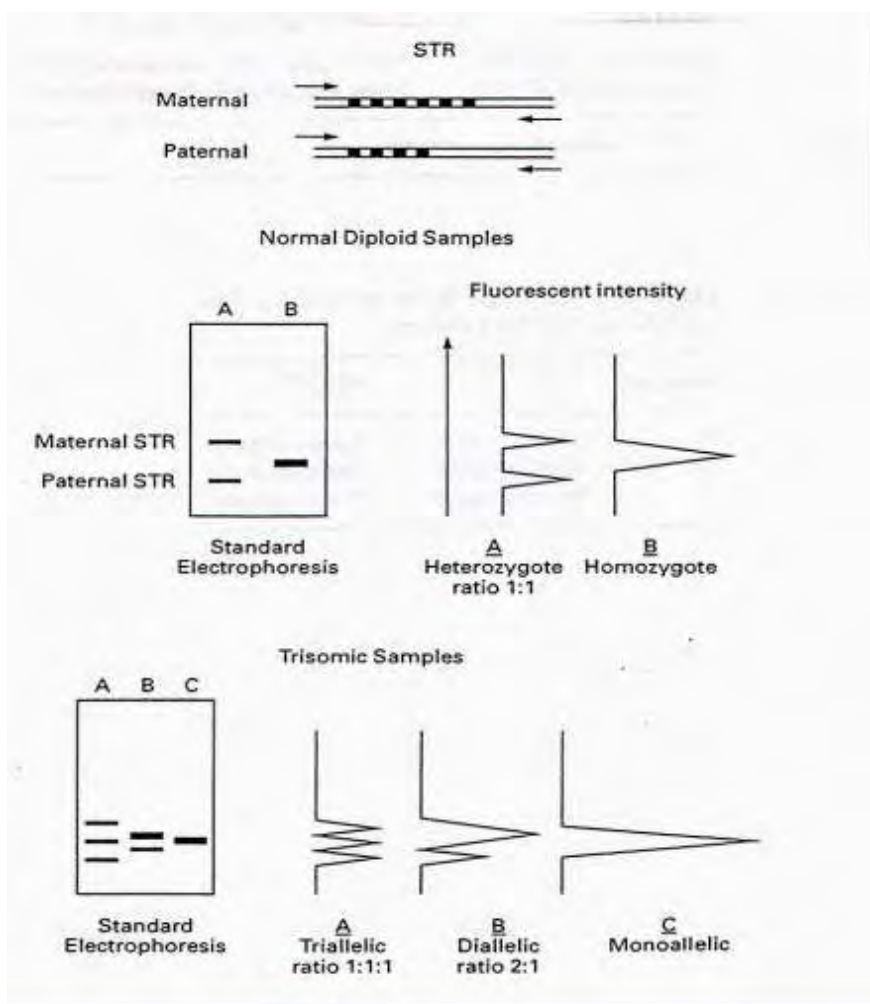 STR
Maternal
Paternal
Normal Diploid Samples
Fluorescent intensity
A B
Maternal STR
Paternal STR
Standard
Electrophoresis
A
Heterozygote
ratio 1:1
B
Homozygote
Trisomic Samples
A B C
Standard
Electrophoresis
A
Triallelic
ratio 1:1:1
B
Diallelic
ratio 2:1
C
Monoallelic